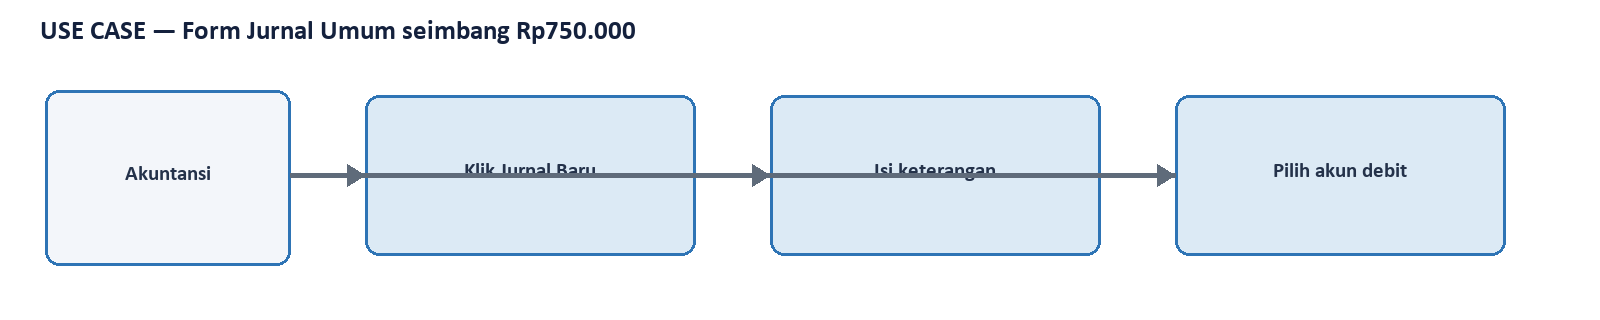 USE CASE — Form Jurnal Umum seimbang Rp750.000
Akuntansi
Klik Jurnal Baru
Isi keterangan
Pilih akun debit